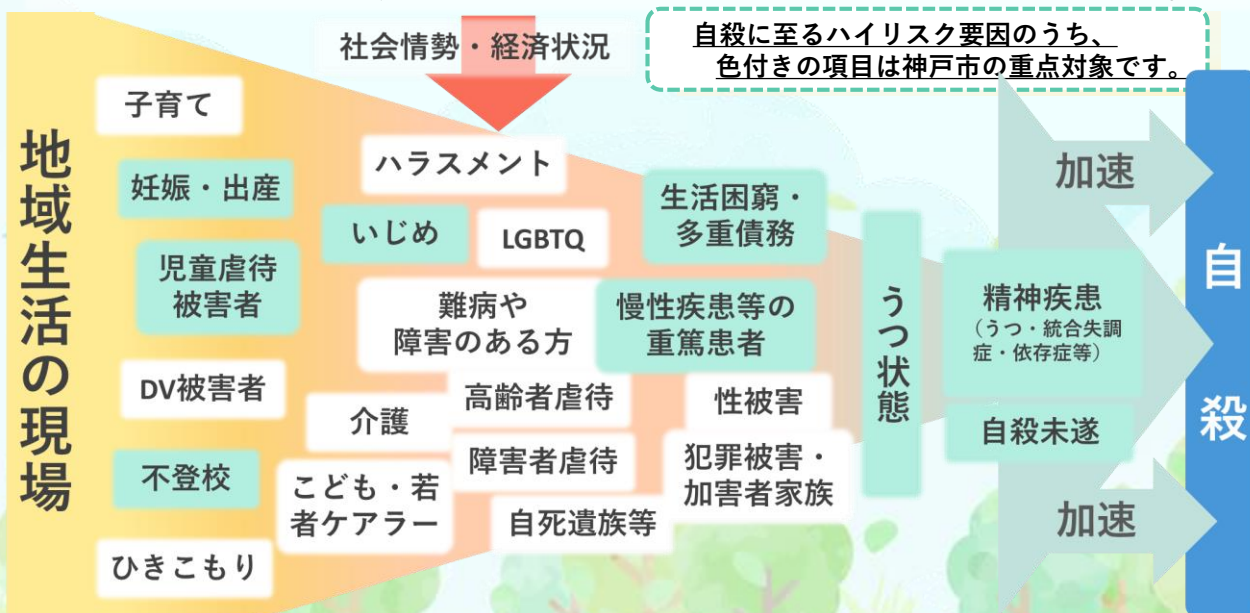 社会情勢・経済状況
自殺に至るハイリスク要因のうち、
色付きの項目は神戸市の重点対象です。
地域生活の現場
子育て
妊娠・出産
児童虐待
被害者
DV被害者
不登校
ひきこもり
ハラスメント
いじめ
LGBTQ
生活困窮・
多重債務
難病や
障害のある方
慢性疾患等の
重篤患者
介護
高齢者虐待
性被害
障害者虐待
犯罪被害・
加害者家族
こども・若
者ケアラー
自死遺族等
うつ状態
精神疾患
(うつ・統合失調
症・依存症等)
自殺未遂
加速
加速
自殺